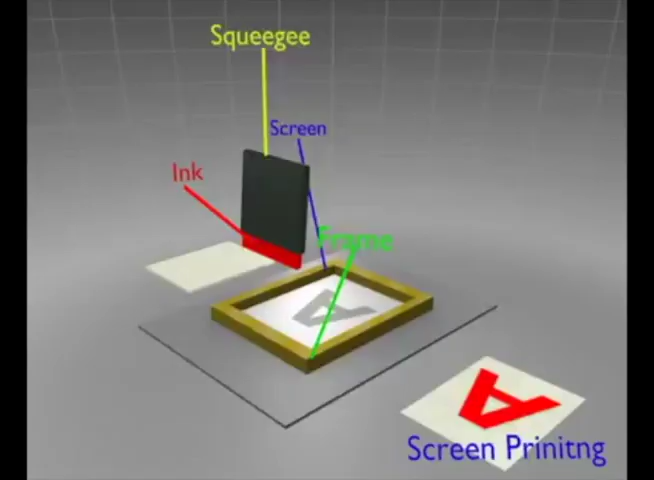 Squeegee
Screen
Ink
Frame
A
A
Screen Prinitng